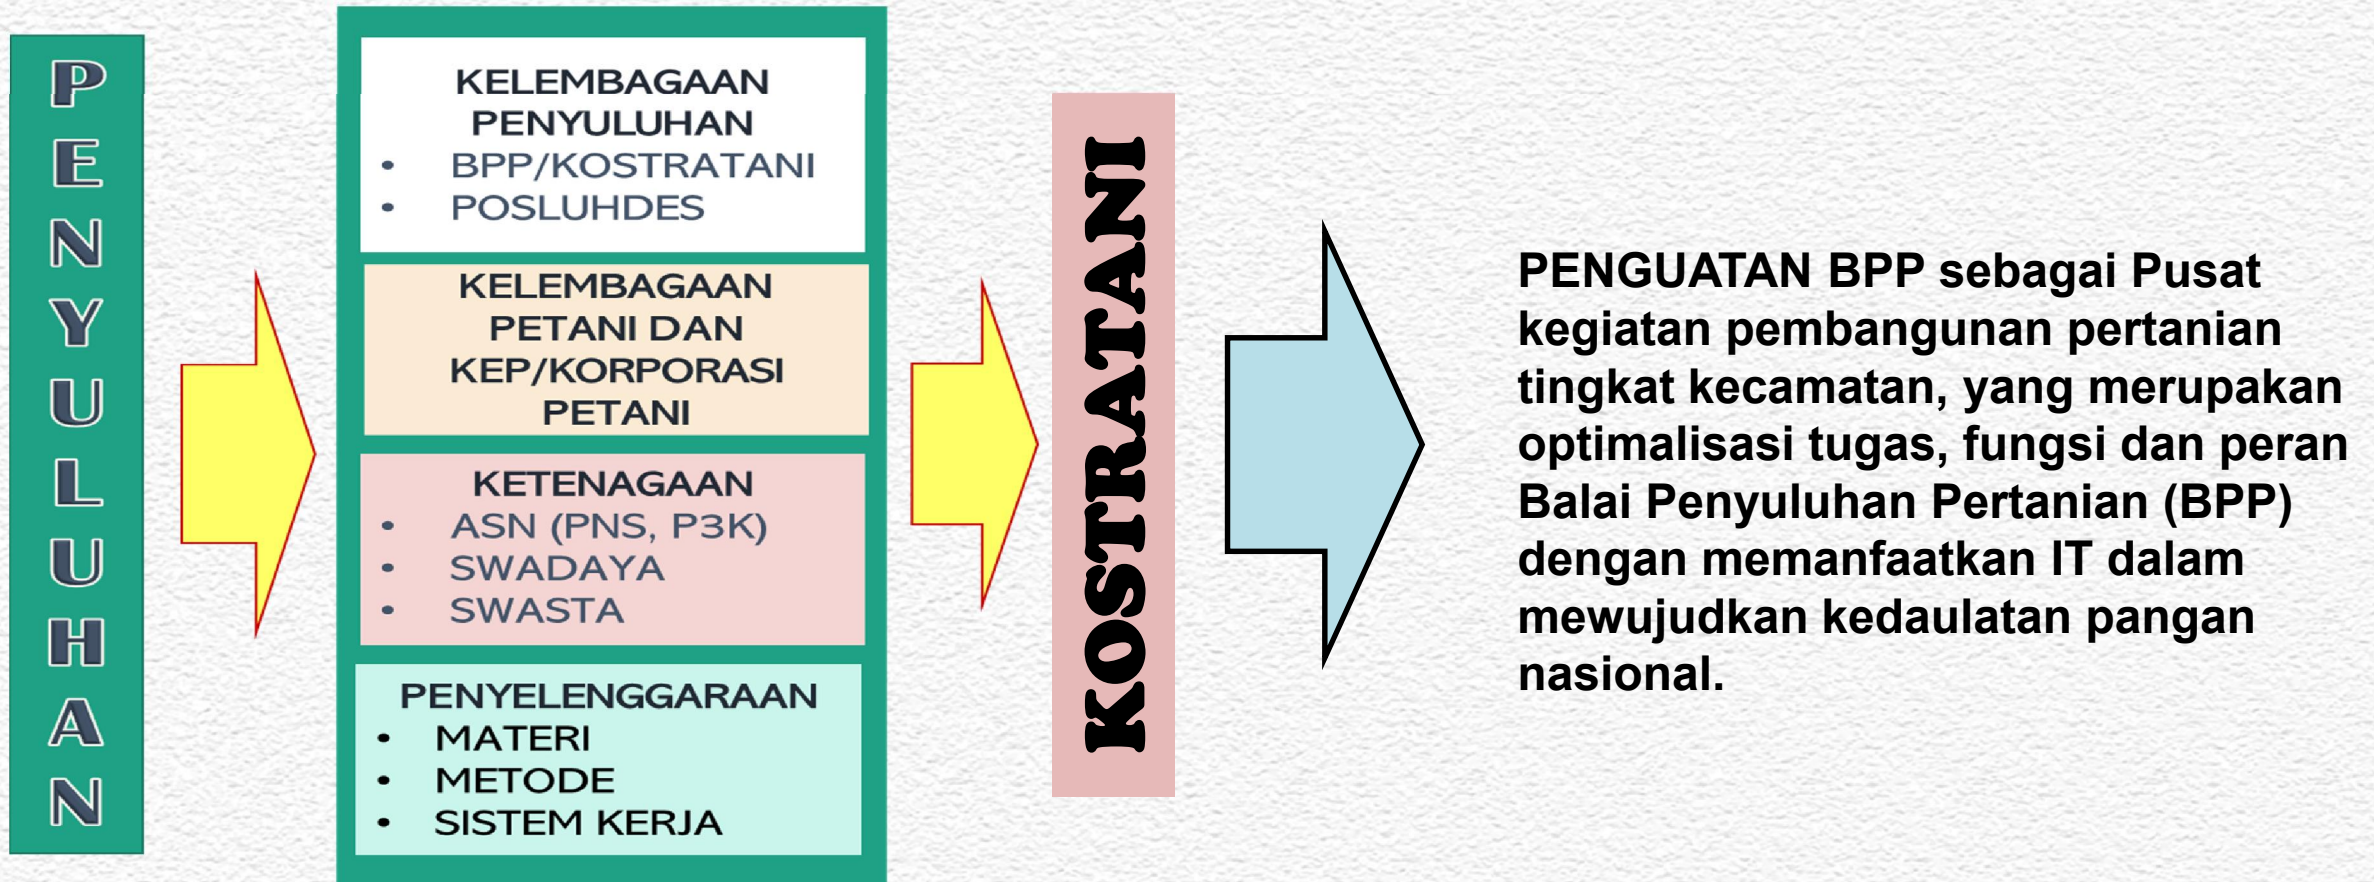 PENYULUHAN
KELEMBAGAAN
PENYULUHAN
• BPP/KOSTRATANI
• POSLUHDES
KELEMBAGAAN
PETANI DAN
KEP/KORPORASI
PETANI
KETENAGAAN
• ASN (PNS, P3K)
• SWADAYA
• SWASTA
PENYELENGGARAAN
• MATERI
• METODE
• SISTEM KERJA
KOSTRATANI
PENGUATAN BPP sebagai Pusat
kegiatan pembangunan pertanian
tingkat kecamatan, yang merupakan
optimalisasi tugas, fungsi dan peran
Balai Penyuluhan Pertanian (BPP)
dengan memanfaatkan IT dalam
mewujudkan kedaulatan pangan
nasional.